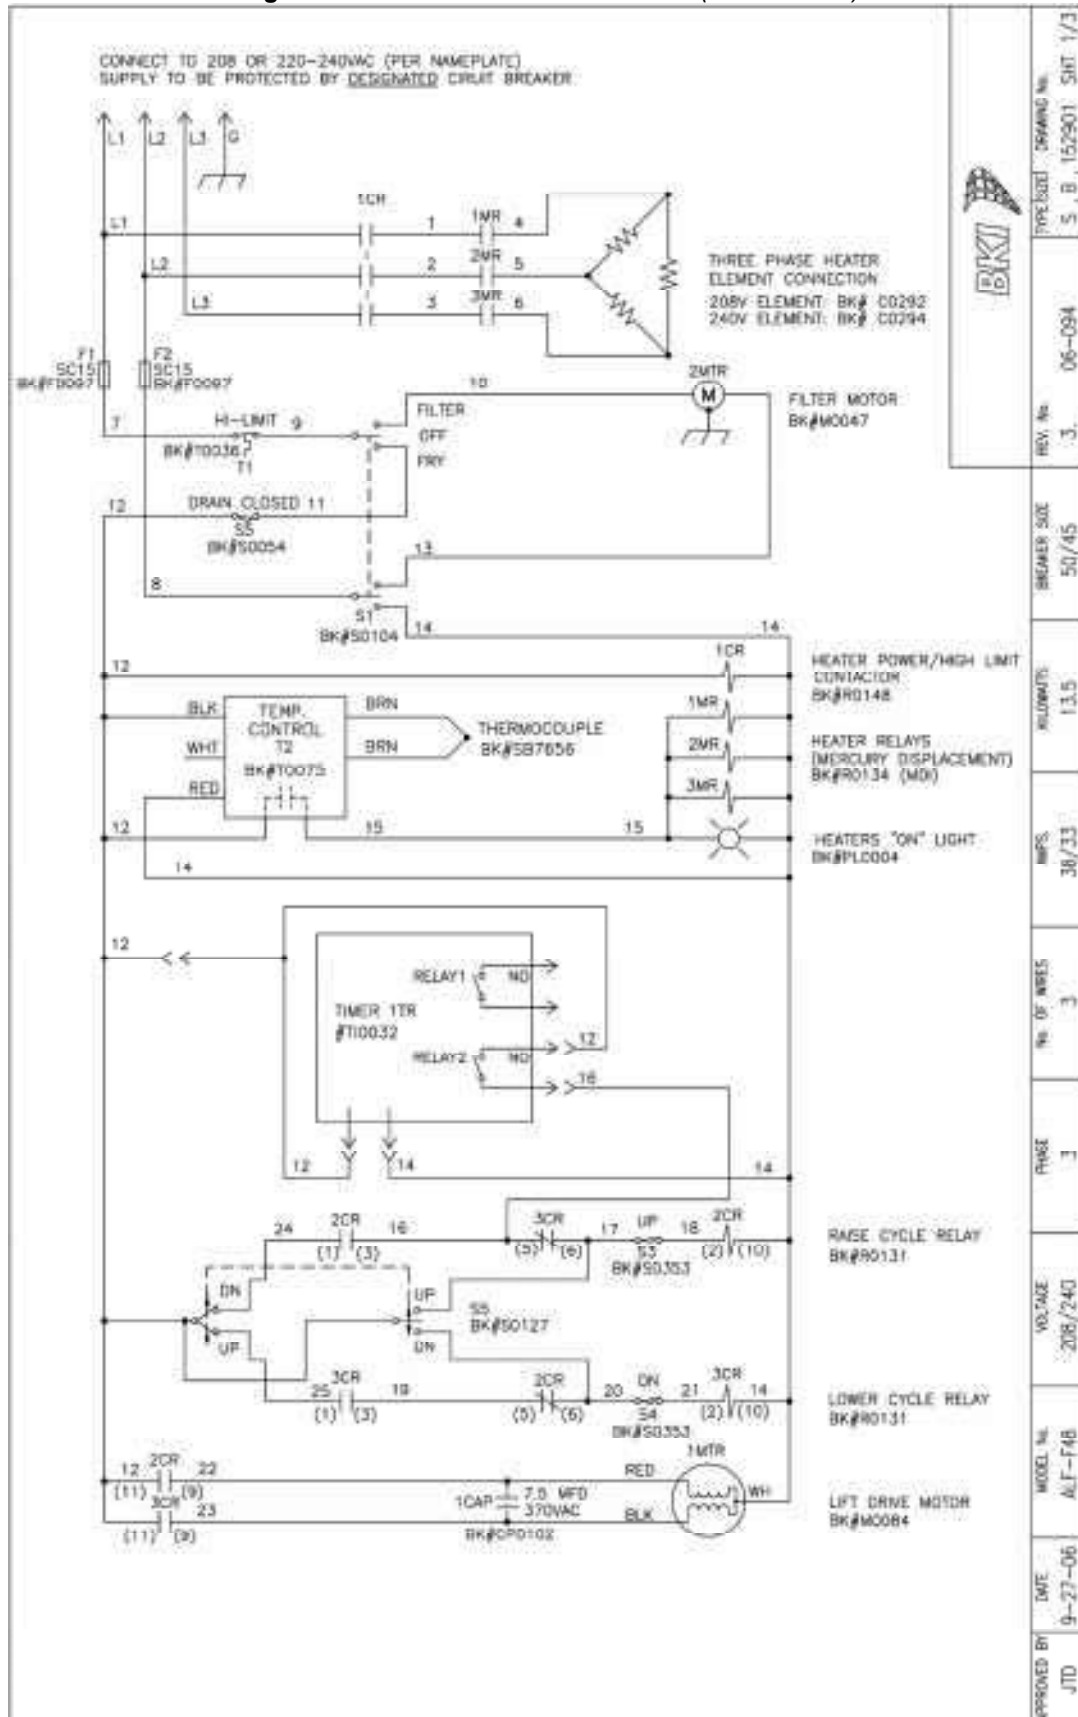 CONNECT TO 208 OR 220-240VAC (PER NAMEPLATE)
SUPPLY TO BE PROTECTED BY DESIGNATED CIRUIT BREAKER
L1 L2 L3 G
1CR
L1 1 1MR 4
L2 2 2MR 5
L3 3 3MR 6
THREE PHASE HEATER
ELEMENT CONNECTION
208V ELEMENT: BK# C0292
240V ELEMENT: BK# C0294
F1
SC15
BK#F0097
F2
SC15
BK#F0097
10
2MTR
M
FILTER MOTOR
BK#M0047
7 HI-LIMIT 9
BK#T0036
T1
FILTER
OFF
FRY
12 DRAIN CLOSED 11
S5
BK#S0054
13
8
S1
BK#S0104
14 14
12 1CR
HEATER POWER/HIGH LIMIT
CONTACTOR
BK#R0148
BLK
WHT
RED
TEMP.
CONTROL
T2
BK#T0075
BRN
BRN
THERMOCOUPLE
BK#SB7656
1MR
2MR
3MR
HEATER RELAYS
(MERCURY DISPLACEMENT)
BK#R0134 (MDI)
12 15 15
HEATERS "ON" LIGHT
BK#PL0004
14
12
RELAY1 NO
TIMER 1TR
#TI0032
RELAY2 NO
12
16
12 14 14
24 2CR 16 3CR 17 UP 18 2CR
(1) (3) (5) (6) S3 (2) (10)
BK#S0353
RAISE CYCLE RELAY
BK#R0131
DN
UP
UP
DN
S5
BK#S0127
25 3CR 19 2CR 20 DN 21 3CR 14
(1) (3) (5) (6) S4 (2) (10)
BK#S0353
LOWER CYCLE RELAY
BK#R0131
12 2CR 22
(11) (9)
3CR 23
(11) (9)
1CAP 7.5 MFD
370VAC
BK#CP0102
RED
BLK
1MTR
WH
LIFT DRIVE MOTOR
BK#M0084
BKI
TYPE SIZE DRAWING No.
S B 152901 SHT 1/3
REV. No.
3. 06-094
BREAKER SIZE
50/45
KILOWATTS
13.5
AMPS.
38/33
No. OF WIRES
3
PHASE
3
VOLTAGE
208/240
MODEL No.
ALF-F48
DATE
9-27-06
APPROVED BY
JTD